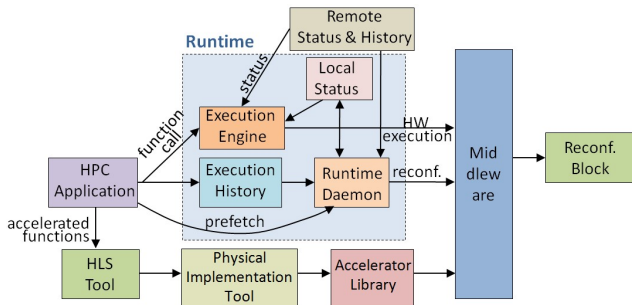 Remote
Status & History
Runtime
status
Local
Status
function
call
Execution
Engine
HW
execution
Mid
dlew
are
Reconf.
Block
HPC
Application
Execution
History
Runtime
Daemon
reconf.
prefetch
accelerated
functions
HLS
Tool
Physical
Implementation
Tool
Accelerator
Library